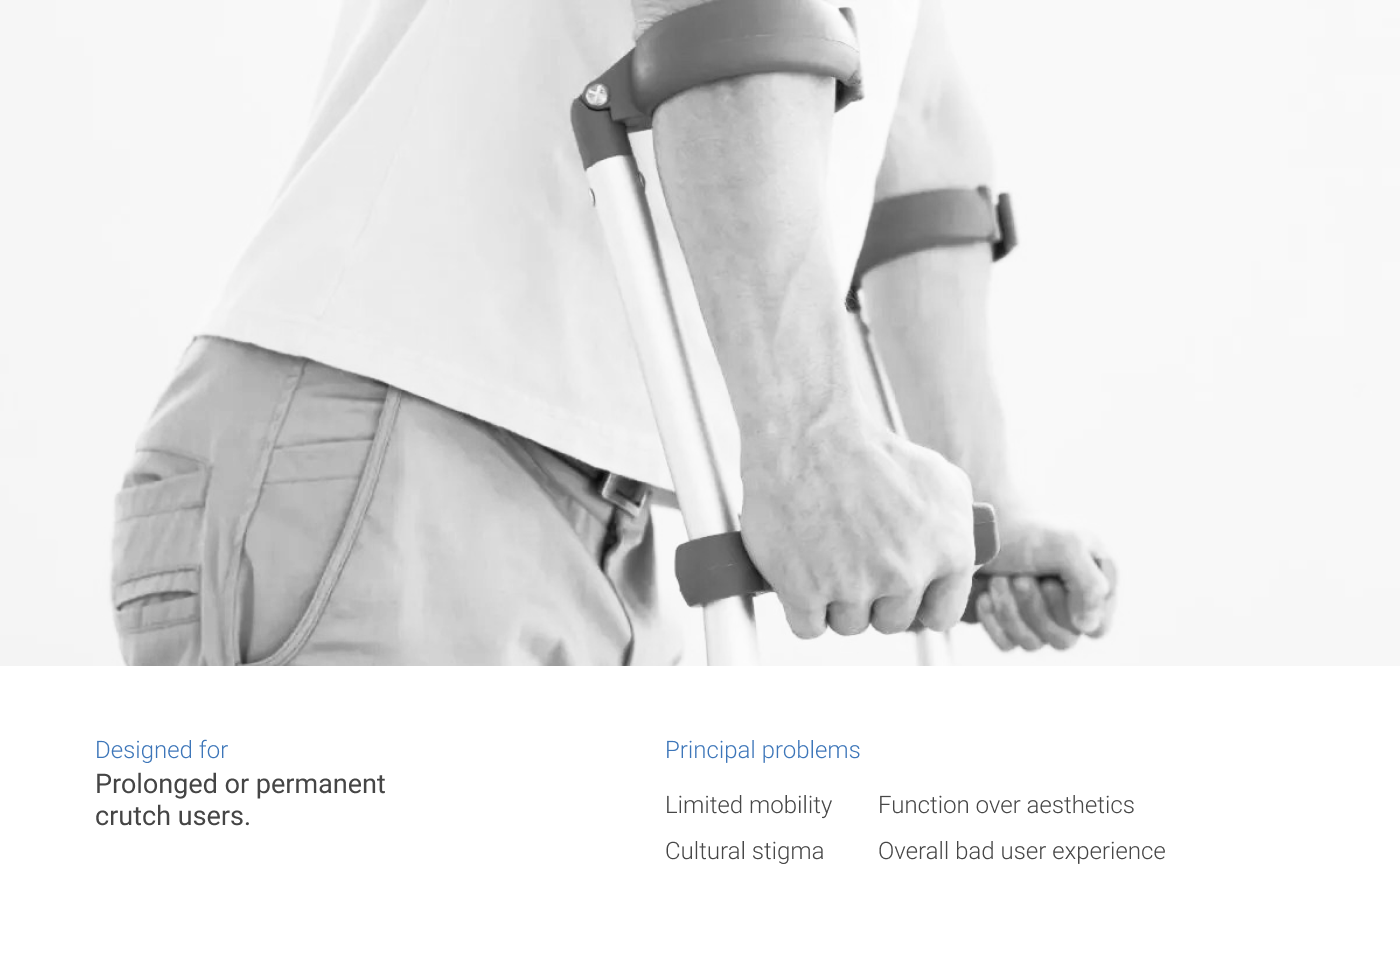 Designed for
Prolonged or permanent
crutch users.
Principal problems
Limited mobility
Function over aesthetics
Cultural stigma
Overall bad user experience